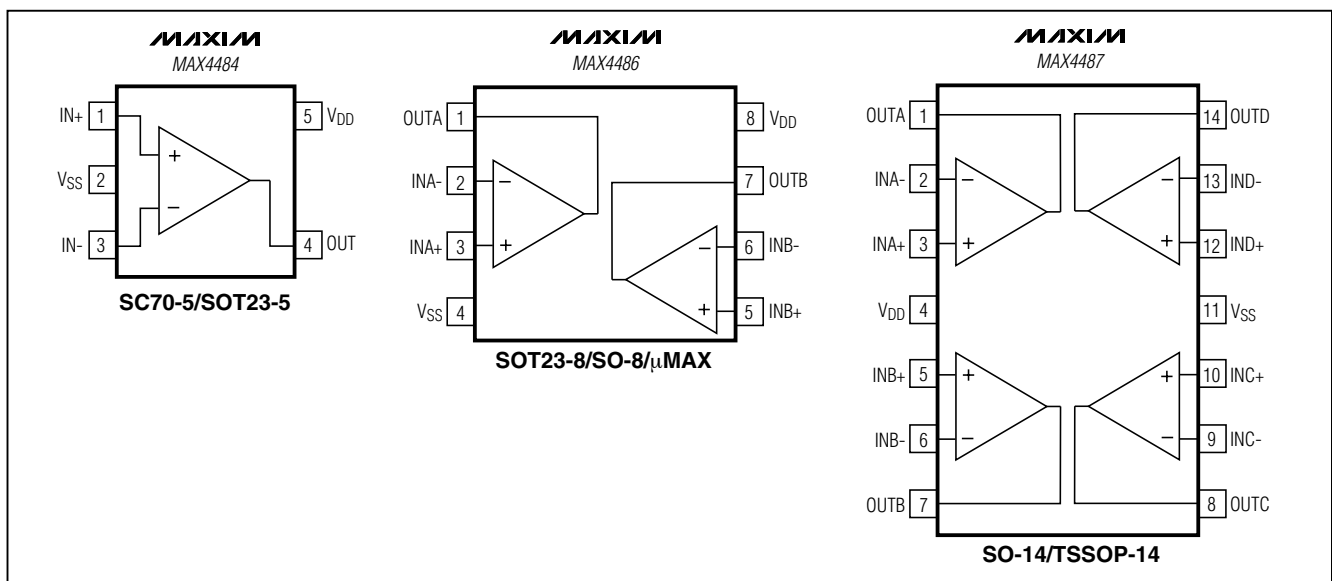 MAXIM
MAX4484
IN+ 1
5 VDD
+
VSS 2
−
IN- 3
4 OUT
SC70-5/SOT23-5
MAXIM
MAX4486
OUTA 1
8 VDD
INA- 2
−
7 OUTB
INA+ 3
+
−
6 INB-
VSS 4
+
5 INB+
SOT23-8/SO-8/μMAX
MAXIM
MAX4487
OUTA 1
14 OUTD
INA- 2
−
−
13 IND-
INA+ 3
+
+
12 IND+
VDD 4
11 VSS
INB+ 5
+
+
10 INC+
INB- 6
−
−
9 INC-
OUTB 7
8 OUTC
SO-14/TSSOP-14